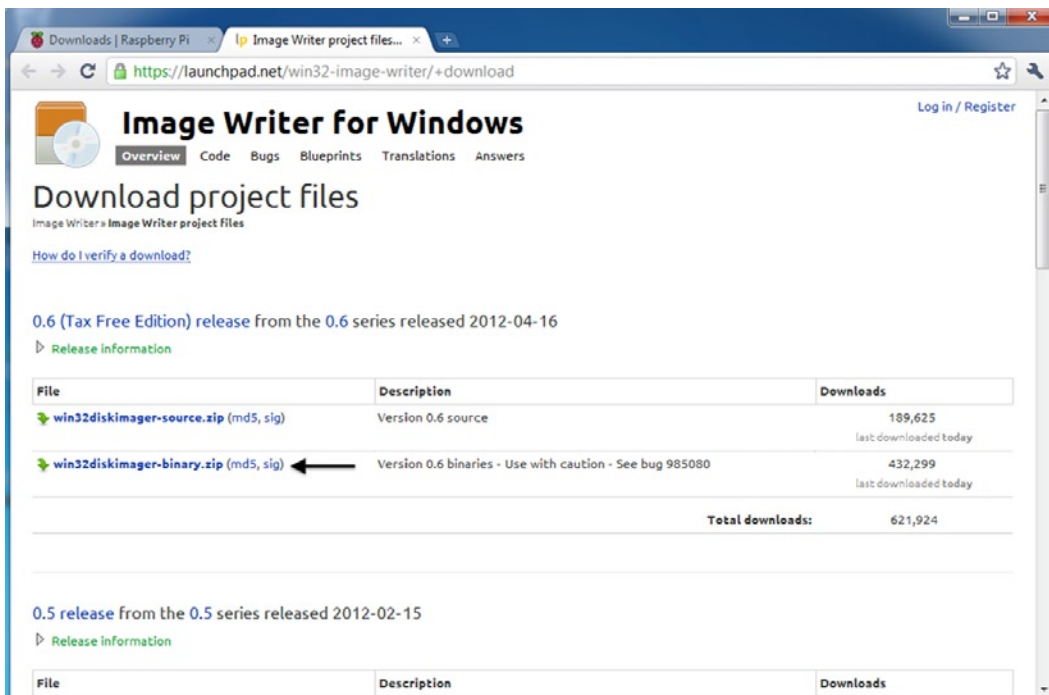 Downloads | Raspberry Pi
lp Image Writer project files...
https://launchpad.net/win32-image-writer/+download
Log in / Register
Image Writer for Windows
Overview Code Bugs Blueprints Translations Answers
Download project files
Image Writer » Image Writer project files
How do I verify a download?
0.6 (Tax Free Edition) release from the 0.6 series released 2012-04-16
Release information
File Description Downloads
win32diskimager-source.zip (md5, sig) Version 0.6 source 189,625
last downloaded today
win32diskimager-binary.zip (md5, sig) Version 0.6 binaries - Use with caution - See bug 985080 432,299
last downloaded today
Total downloads: 621,924
0.5 release from the 0.5 series released 2012-02-15
Release information
File Description Downloads